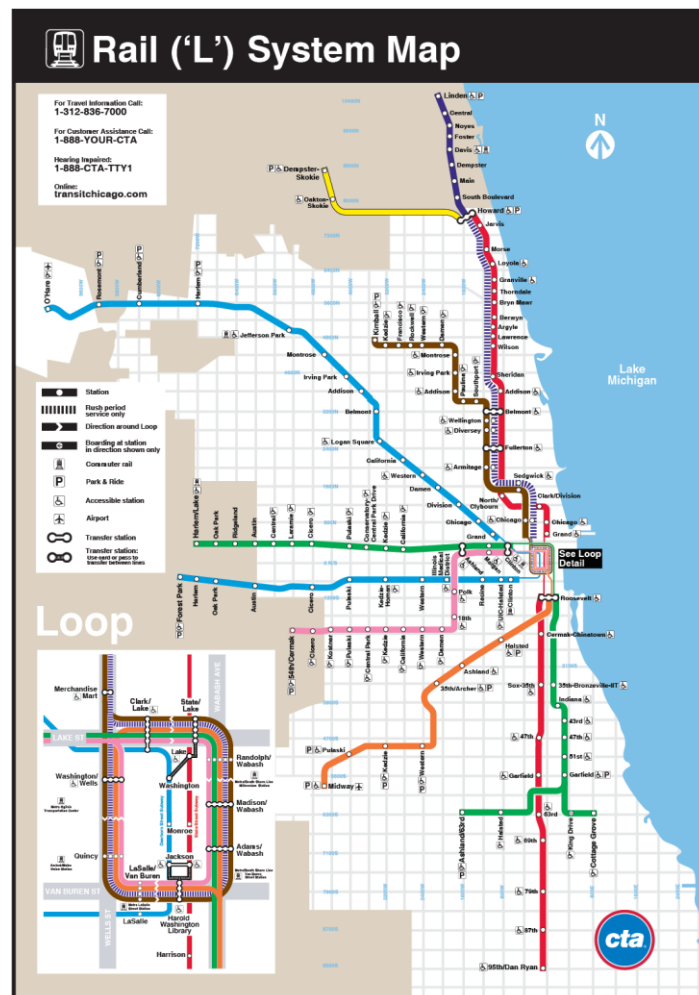 Rail (‘L’) System Map
For Travel Information Call:
1-312-836-7000
For Customer Assistance Call:
1-888-YOUR-CTA
Hearing Impaired:
1-888-CTA-TTY1
Online:
transitchicago.com
N
Lake
Michigan
Linden
P
Central
Noyes
Foster
Davis
Dempster
Main
South Boulevard
Howard
P
P
Dempster-
Skokie
Oakton-
Skokie
Jarvis
Morse
Loyola
Granville
Thorndale
Bryn Mawr
Berwyn
Argyle
Lawrence
Wilson
Sheridan
Addison
Belmont
Wellington
Diversey
Fullerton
Armitage
Sedgwick
North/
Clybourn
Clark/Division
Chicago
Chicago
Grand
O'Hare
Rosemont
Cumberland
Harlem
Jefferson Park
Montrose
Irving Park
Addison
Belmont
Logan Square
California
Western
Damen
Division
Chicago
Grand
Kimball
Kedzie
Francisco
Rockwell
Western
Damen
Montrose
Irving Park
Addison
Paulina
Southport
Station
Rush period
service only
Direction around Loop
Boarding at station
in direction shown only
Commuter rail
P
Park & Ride
Accessible station
Airport
Transfer station
Transfer station:
Use card or pass to
transfer between lines
Harlem/Lake
Oak Park
Ridgeland
Austin
Central
Laramie
Cicero
Pulaski
Conservatory-
Central Park Drive
Kedzie
California
Ashland
Morgan
Clinton
See Loop
Detail
Forest Park
Harlem
Oak Park
Austin
Cicero
Pulaski
Kedzie-
Homan
Western
Illinois
Medical
District
Racine
UIC-Halsted
Clinton
Polk
18th
54th/Cermak
Cicero
Kostner
Pulaski
Central Park
Kedzie
California
Western
Damen
Roosevelt
Cermak-Chinatown
Halsted
Ashland
35th/Archer
P
Sox-35th
35th-Bronzeville-IIT
Indiana
43rd
47th
47th
51st
Garfield
Garfield
P
Pulaski
Kedzie
Western
Midway
63rd
Ashland/63rd
Halsted
King Drive
Cottage Grove
69th
79th
87th
95th/Dan Ryan
cta
Loop
WABASH AVE
Merchandise
Mart
Clark/
Lake
State/
Lake
LAKE ST
Lake
Randolph/
Wabash
Washington/
Wells
Washington
Madison/
Wabash
Monroe
Quincy
Jackson
Adams/
Wabash
LaSalle/
Van Buren
VAN BUREN ST
LaSalle
Harold
Washington
Library
Harrison
WELLS ST